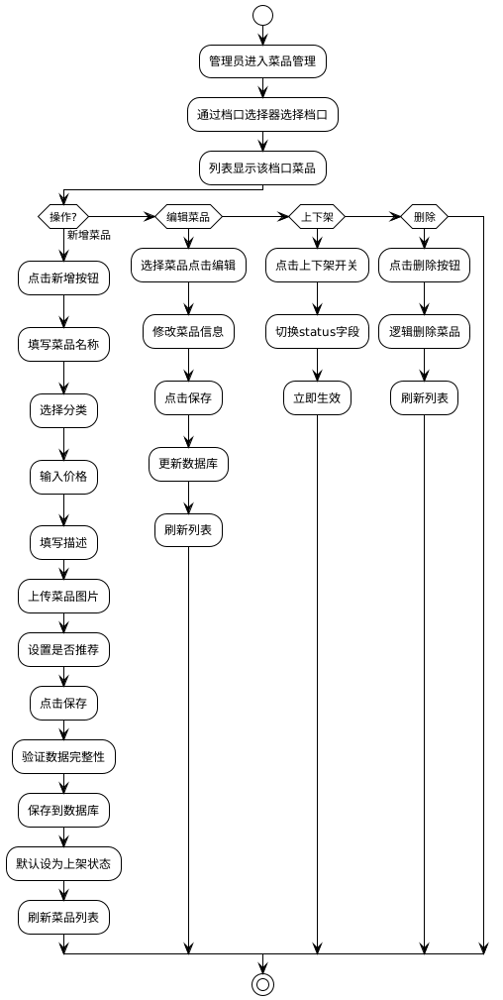 管理员进入菜品管理
通过档口选择器选择档口
列表显示该档口菜品
操作?
新增菜品
点击新增按钮
填写菜品名称
选择分类
输入价格
填写描述
上传菜品图片
设置是否推荐
点击保存
验证数据完整性
保存到数据库
默认设为上架状态
刷新菜品列表
编辑菜品
选择菜品点击编辑
修改菜品信息
点击保存
更新数据库
刷新列表
上下架
点击上下架开关
切换status字段
立即生效
删除
点击删除按钮
逻辑删除菜品
刷新列表